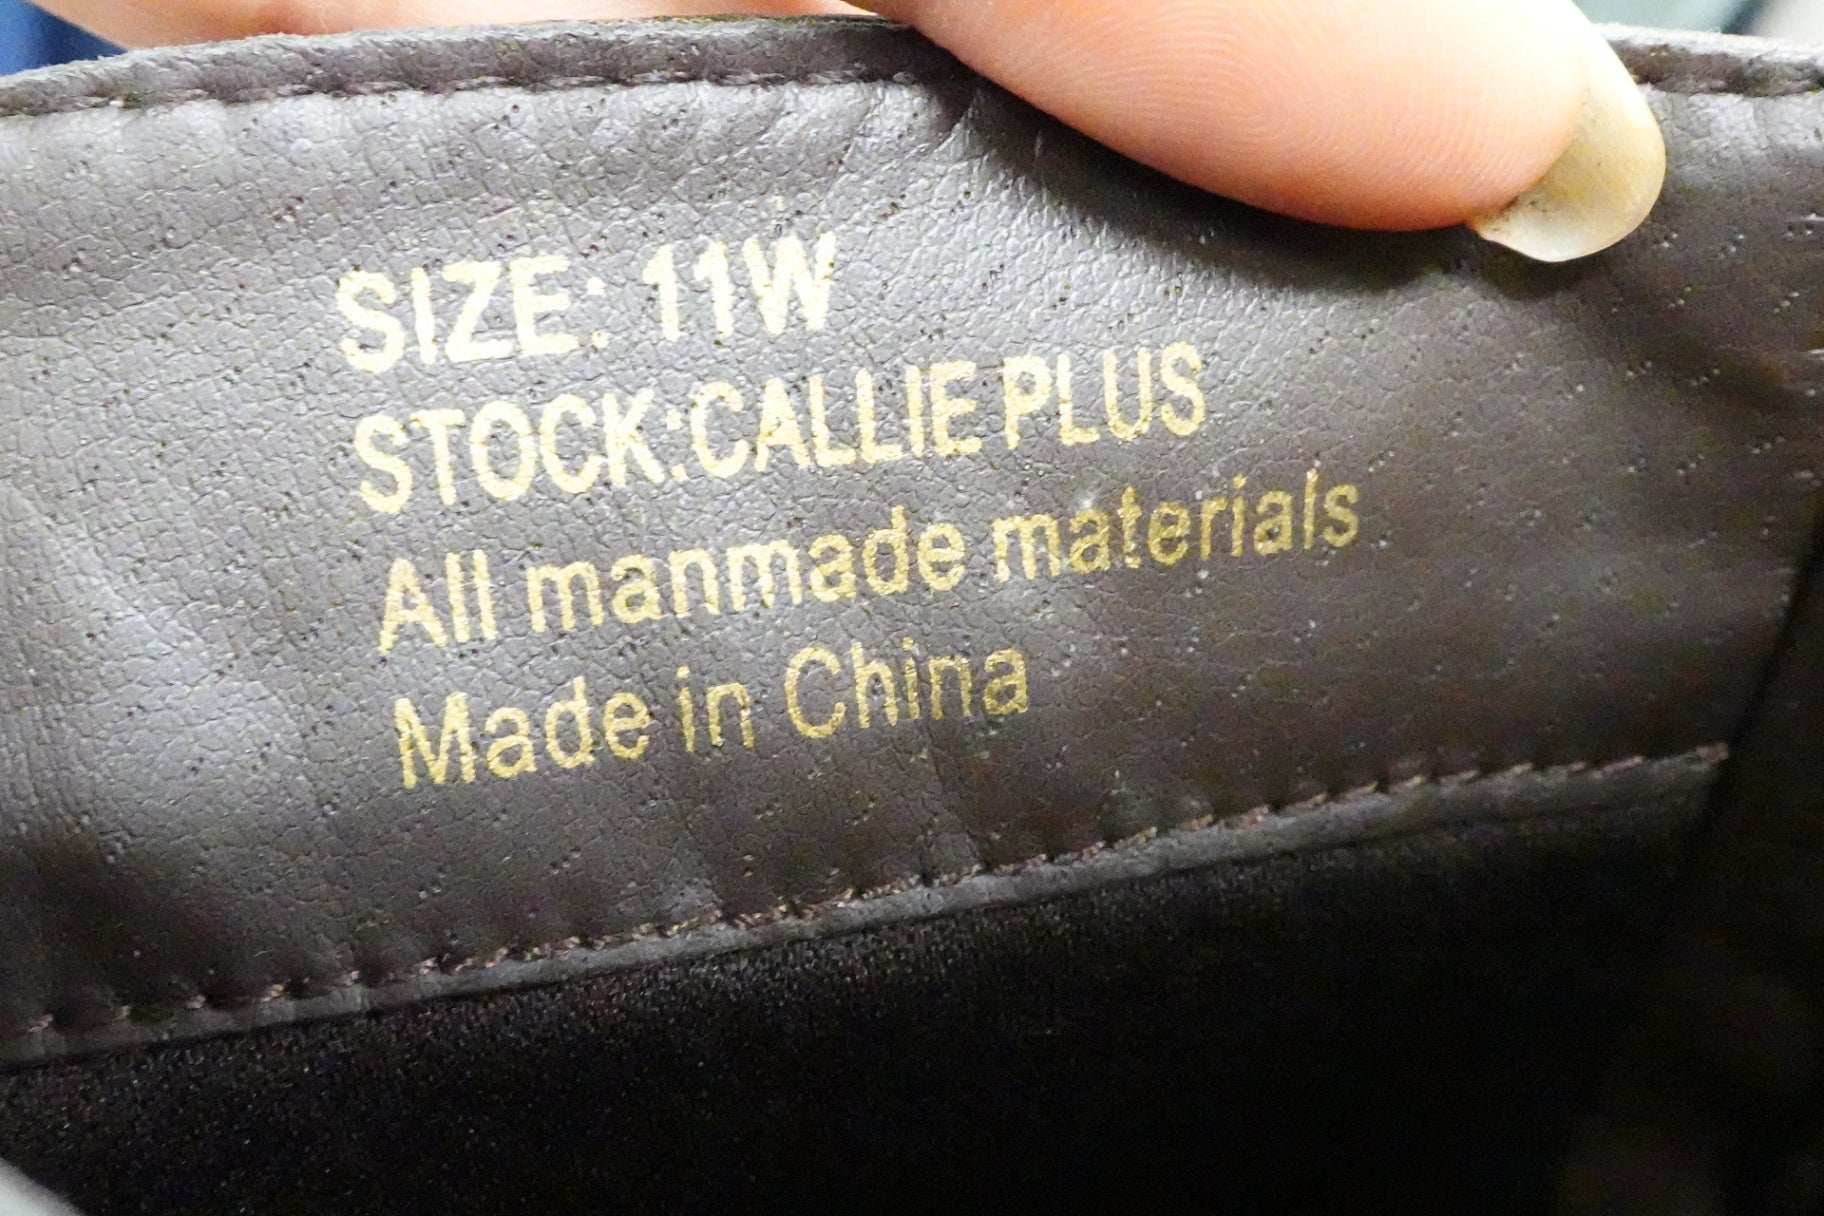 SIZE: 11W
STOCK:CALLIE PLUS
All manmade materials
Made in China